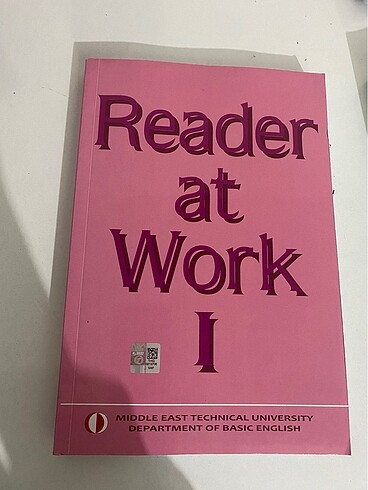 Reader
at
Work
I
MIDDLE EAST TECHNICAL UNIVERSITY
DEPARTMENT OF BASIC ENGLISH